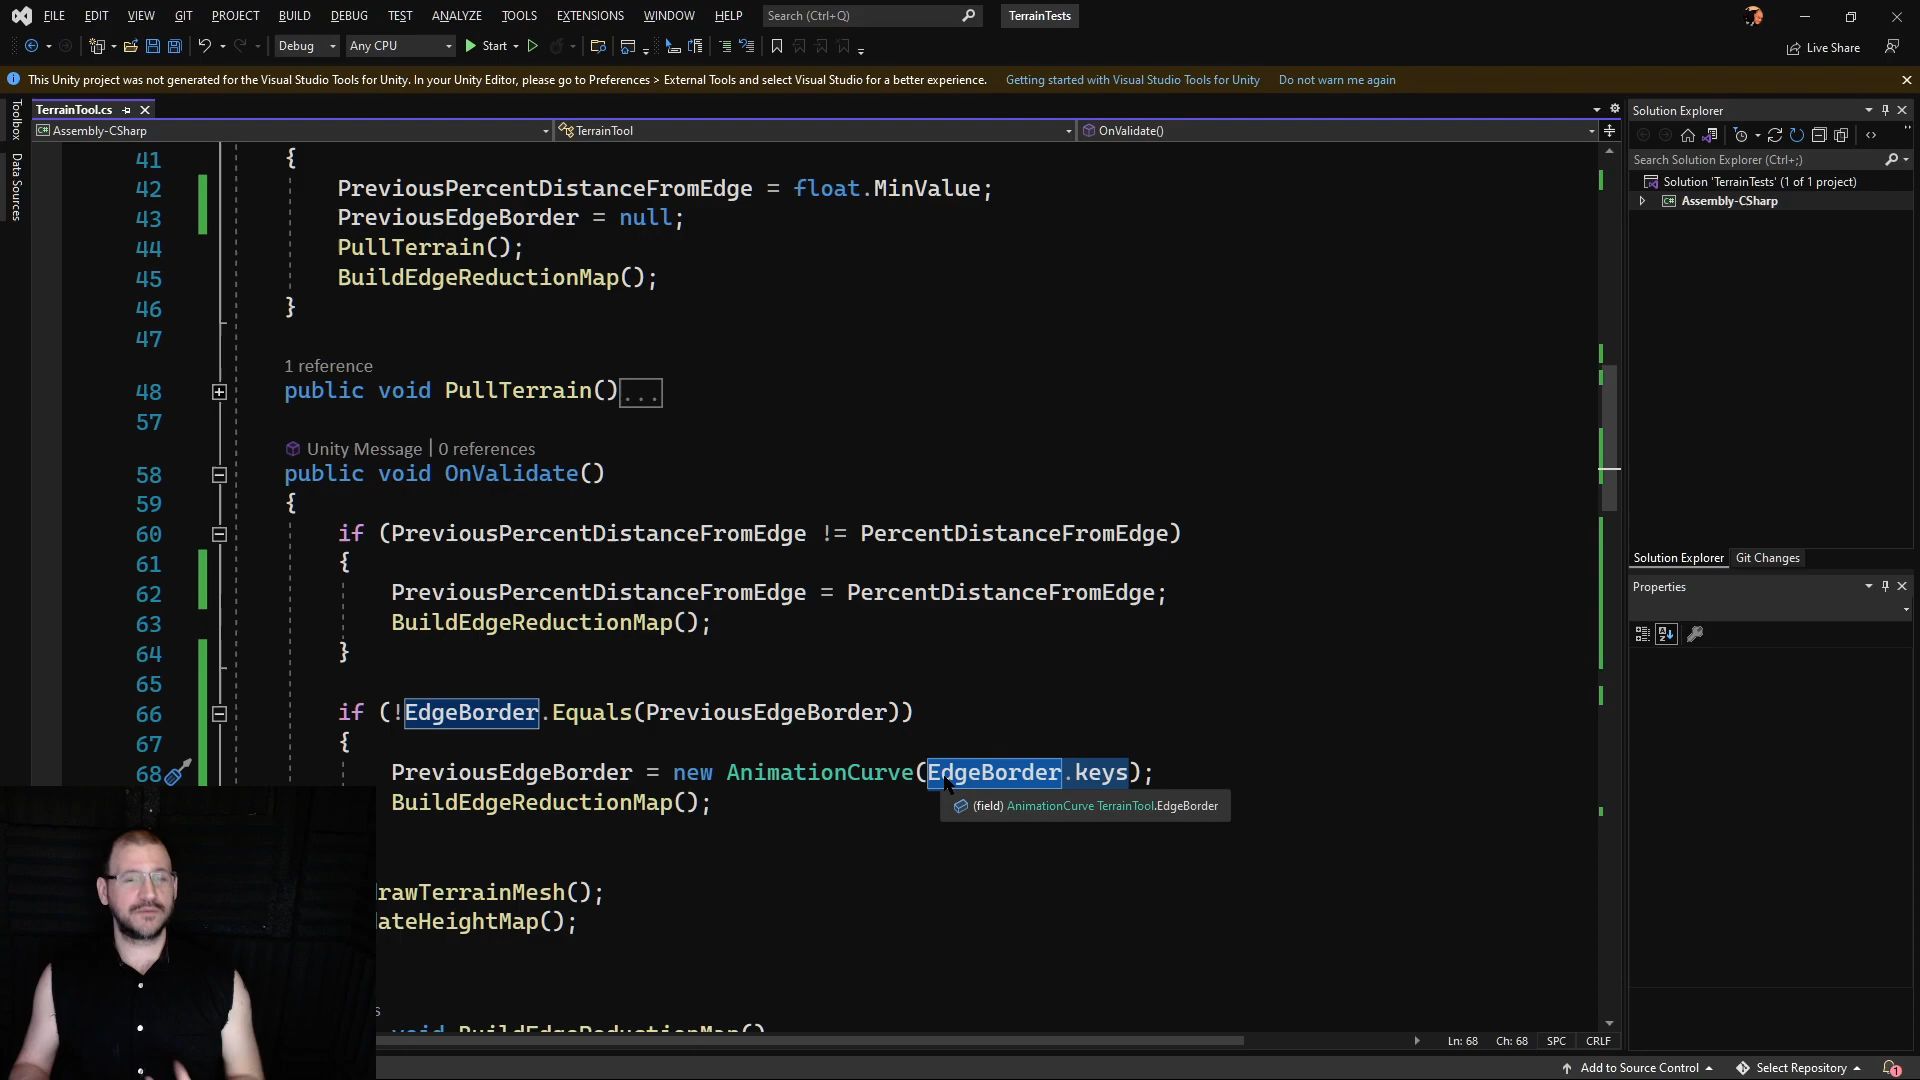 FILE EDIT VIEW GIT PROJECT BUILD DEBUG TEST ANALYZE TOOLS EXTENSIONS WINDOW HELP Search (Ctrl+Q) TerrainTests
Debug Any CPU Start Live Share
This Unity project was not generated for the Visual Studio Tools for Unity. In your Unity Editor, please go to Preferences > External Tools and select Visual Studio for a better experience. Getting started with Visual Studio Tools for Unity Do not warn me again
Toolbox
Data Sources
TerrainTool.cs
Assembly-CSharp TerrainTool OnValidate()
41 {
42 PreviousPercentDistanceFromEdge = float.MinValue;
43 PreviousEdgeBorder = null;
44 PullTerrain();
45 BuildEdgeReductionMap();
46 }
47
1 reference
48 public void PullTerrain()...
57
Unity Message | 0 references
58 public void OnValidate()
59 {
60 if (PreviousPercentDistanceFromEdge != PercentDistanceFromEdge)
61 {
62 PreviousPercentDistanceFromEdge = PercentDistanceFromEdge;
63 BuildEdgeReductionMap();
64 }
65
66 if (!EdgeBorder.Equals(PreviousEdgeBorder))
67 {
68 PreviousEdgeBorder = new AnimationCurve(EdgeBorder.keys);
BuildEdgeReductionMap();
(field) AnimationCurve TerrainTool.EdgeBorder
rawTerrainMesh();
ateHeightMap();
s
void BuildEdgeReductionMap()
Ln: 68 Ch: 68 SPC CRLF
Solution Explorer
Search Solution Explorer (Ctrl+;)
Solution 'TerrainTests' (1 of 1 project)
Assembly-CSharp
Solution Explorer Git Changes
Properties
Add to Source Control Select Repository 1